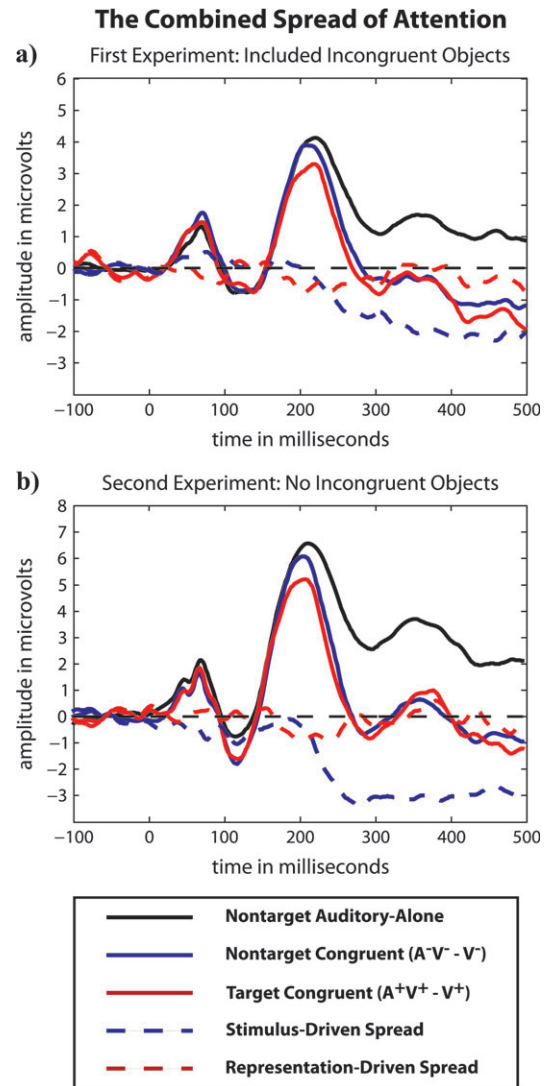 The Combined Spread of Attention
a) First Experiment: Included Incongruent Objects
6
5
4
3
2
1
0
−1
−2
−3
amplitude in microvolts
−100 0 100 200 300 400 500
time in milliseconds
b) Second Experiment: No Incongruent Objects
8
7
6
5
4
3
2
1
0
−1
−2
−3
amplitude in microvolts
−100 0 100 200 300 400 500
time in milliseconds
Nontarget Auditory-Alone
Nontarget Congruent (A⁻V⁻ - V⁻)
Target Congruent (A⁺V⁺ - V⁺)
Stimulus-Driven Spread
Representation-Driven Spread